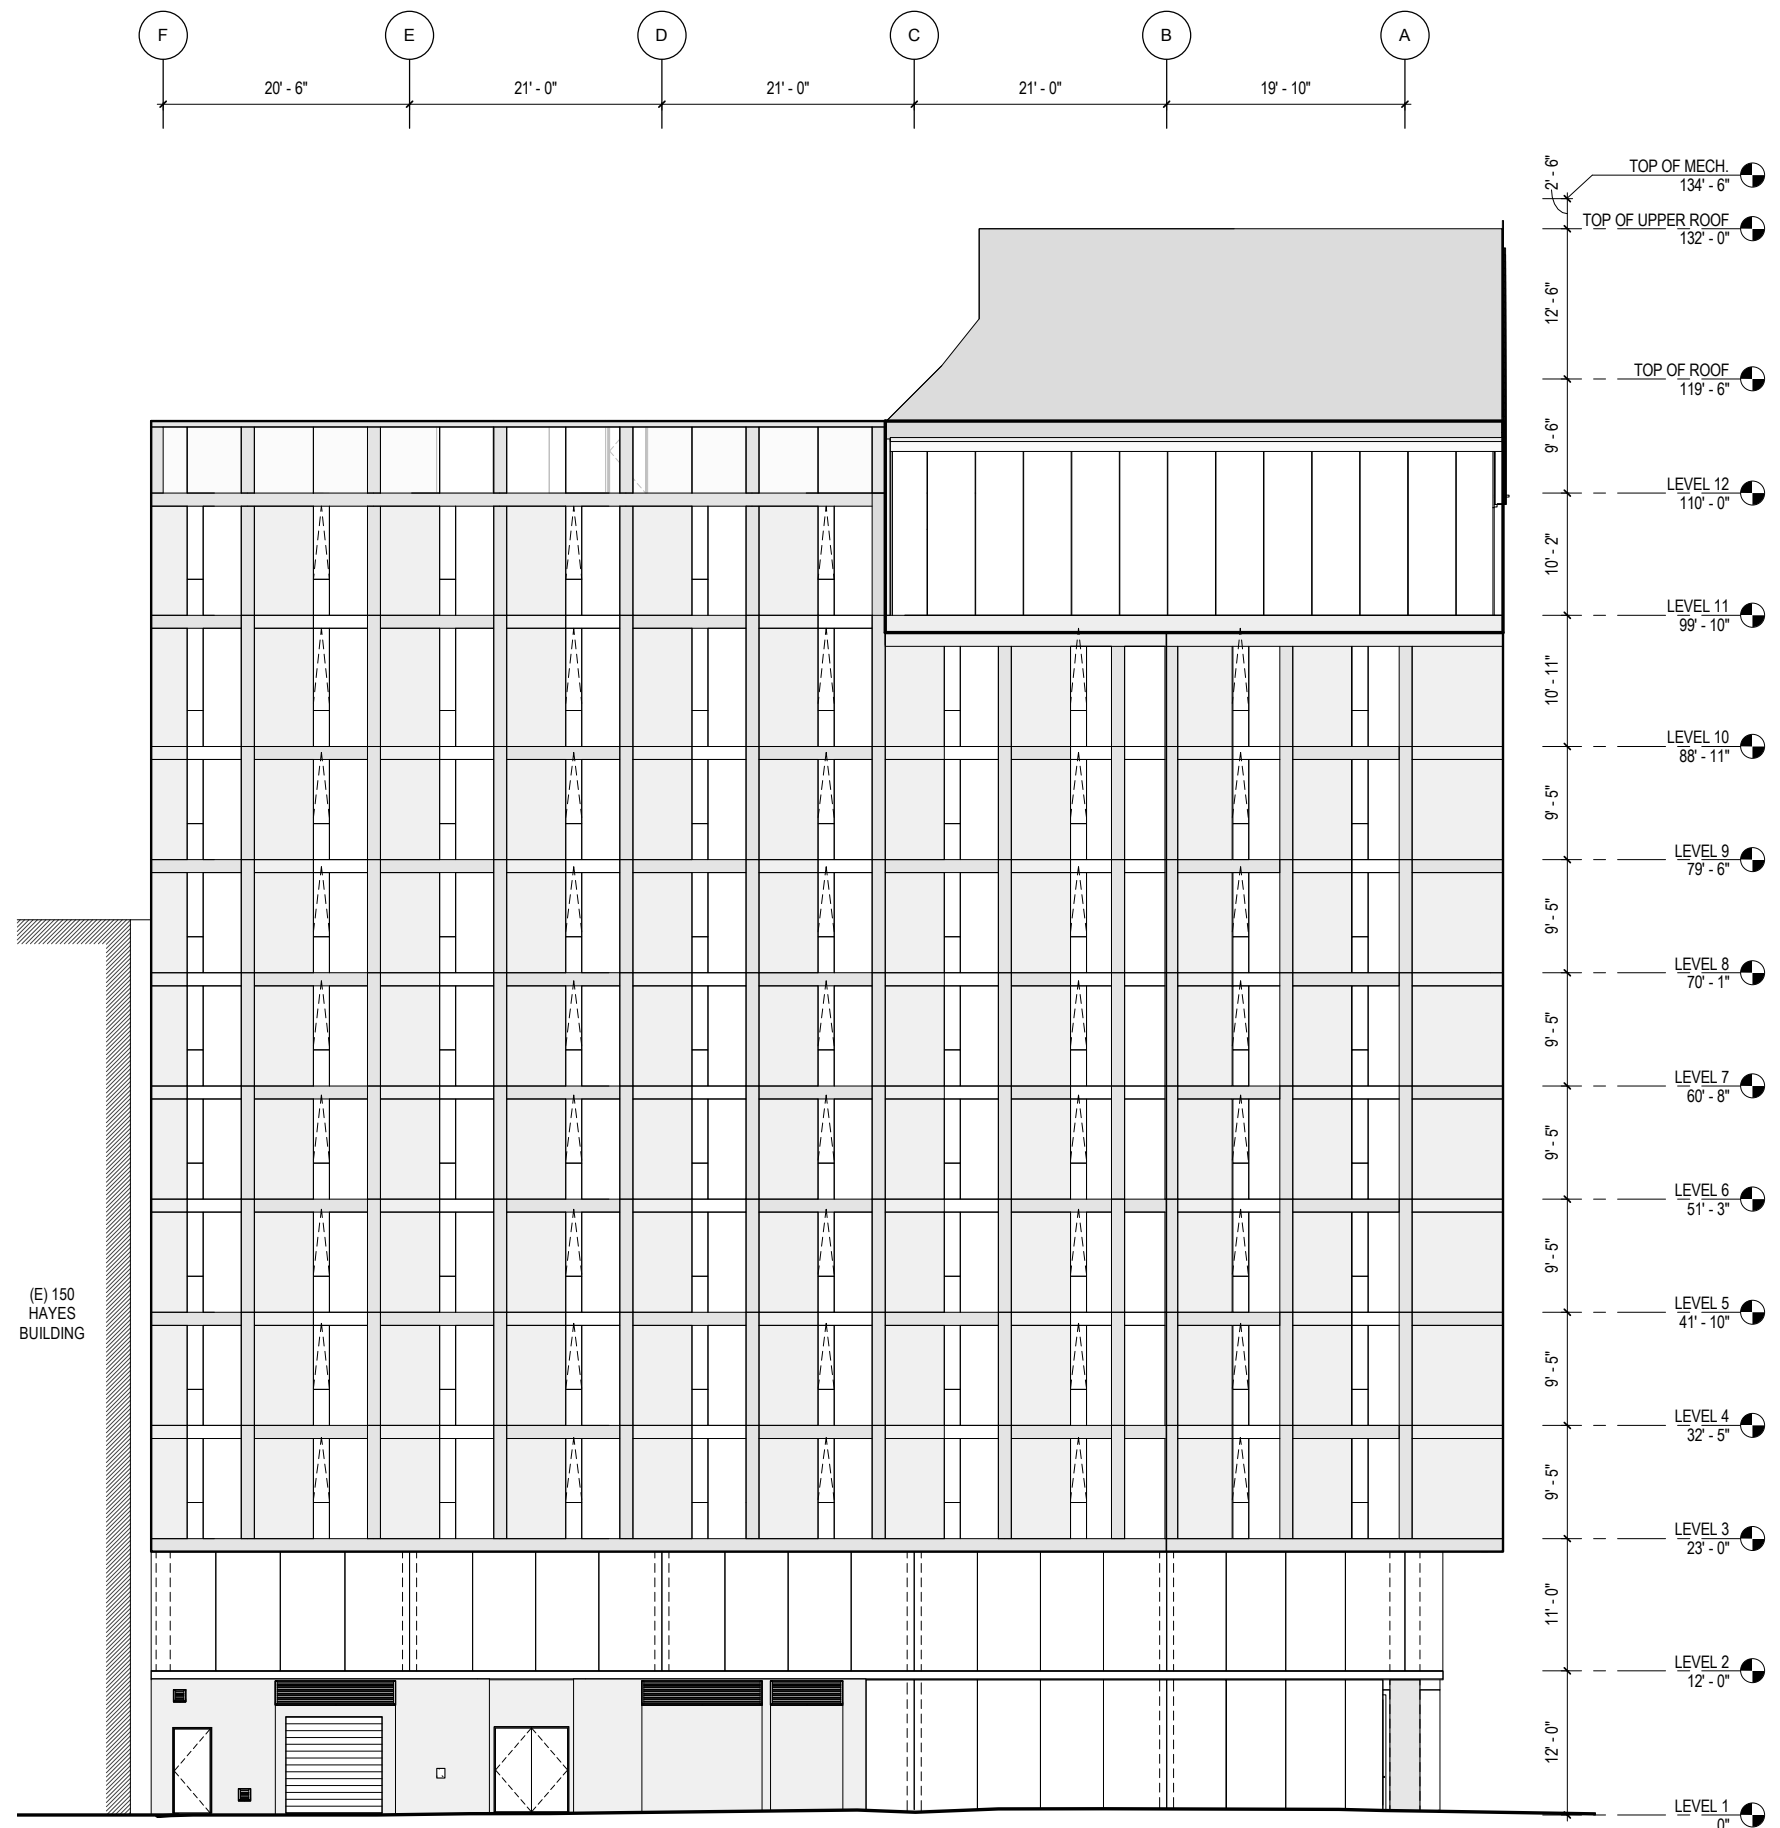 F E D C B A
20' - 6" 21' - 0" 21' - 0" 21' - 0" 19' - 10"
2' - 6"
TOP OF MECH.
134' - 6"
TOP OF UPPER ROOF
132' - 0"
12' - 6"
TOP OF ROOF
119' - 6"
9' - 6"
LEVEL 12
110' - 0"
10' - 2"
LEVEL 11
99' - 10"
10' - 11"
LEVEL 10
88' - 11"
9' - 5"
LEVEL 9
79' - 6"
9' - 5"
LEVEL 8
70' - 1"
9' - 5"
LEVEL 7
60' - 8"
9' - 5"
LEVEL 6
51' - 3"
9' - 5"
(E) 150
HAYES
BUILDING
LEVEL 5
41' - 10"
9' - 5"
LEVEL 4
32' - 5"
9' - 5"
LEVEL 3
23' - 0"
11' - 0"
LEVEL 2
12' - 0"
12' - 0"
LEVEL 1
0"